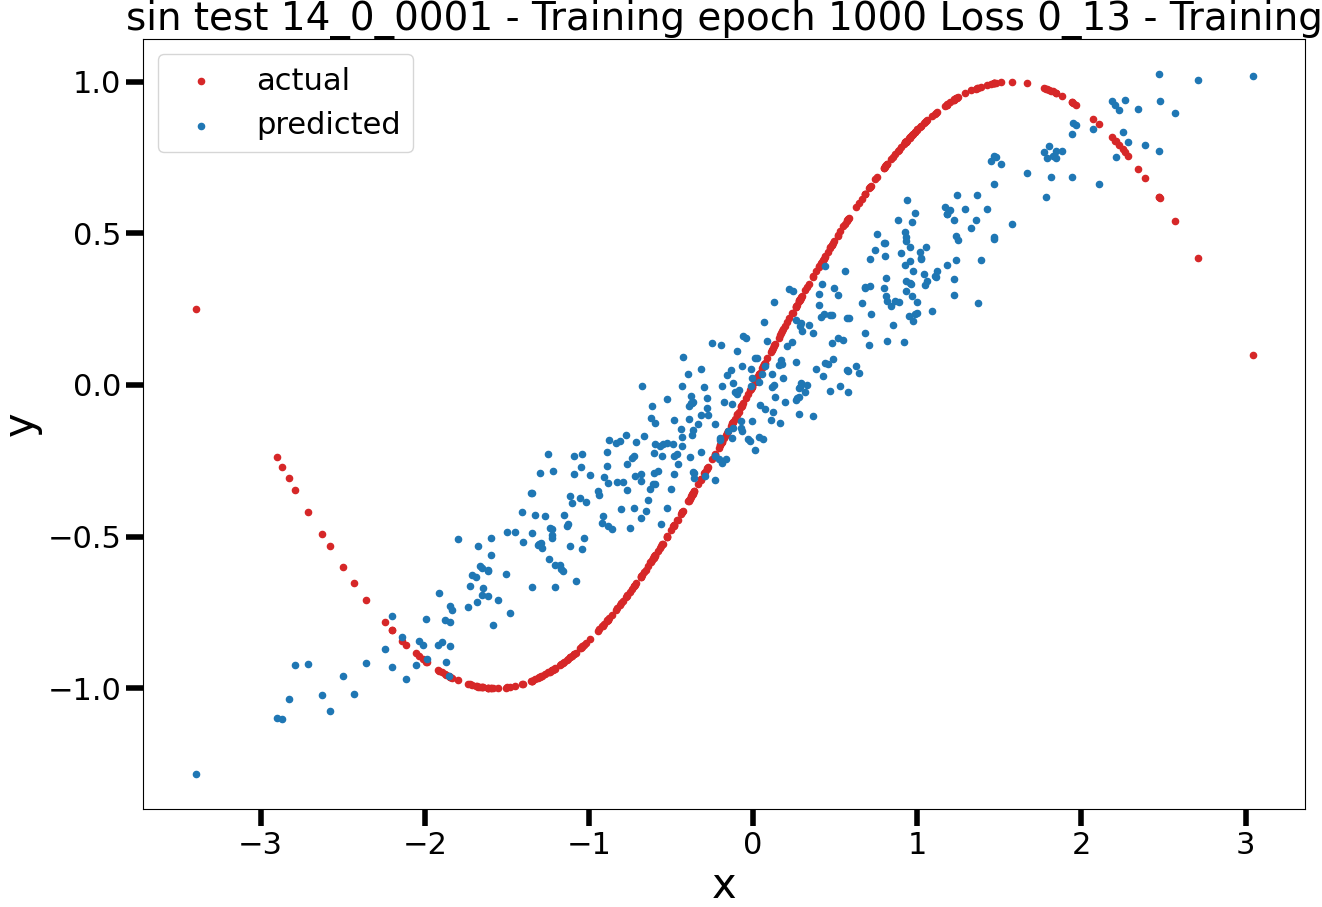 sin test 14_0_0001 - Training epoch 1000 Loss 0_13 - Training
actual
predicted
1.0
0.5
0.0
−0.5
−1.0
y
−3 −2 −1 0 1 2 3
x